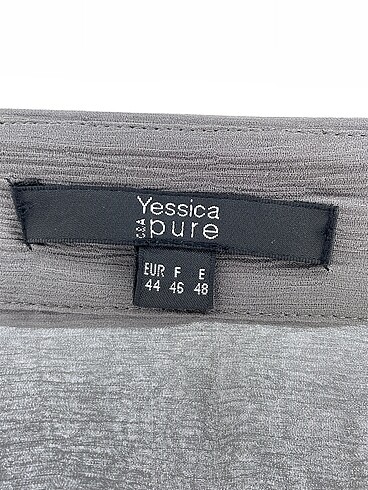 Yessica
C&A pure
EUR F E
44 46 48